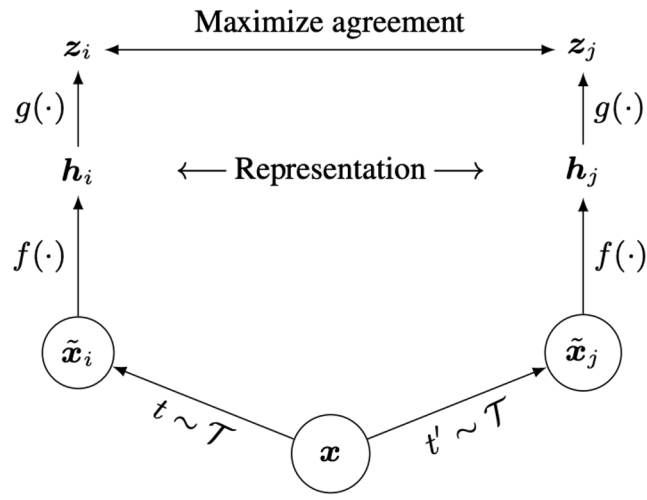 Maximize agreement
z_i z_j
g(·) g(·)
h_i ← Representation → h_j
f(·) f(·)
x̃_i x̃_j
t ∼ 𝒯 t′ ∼ 𝒯
x